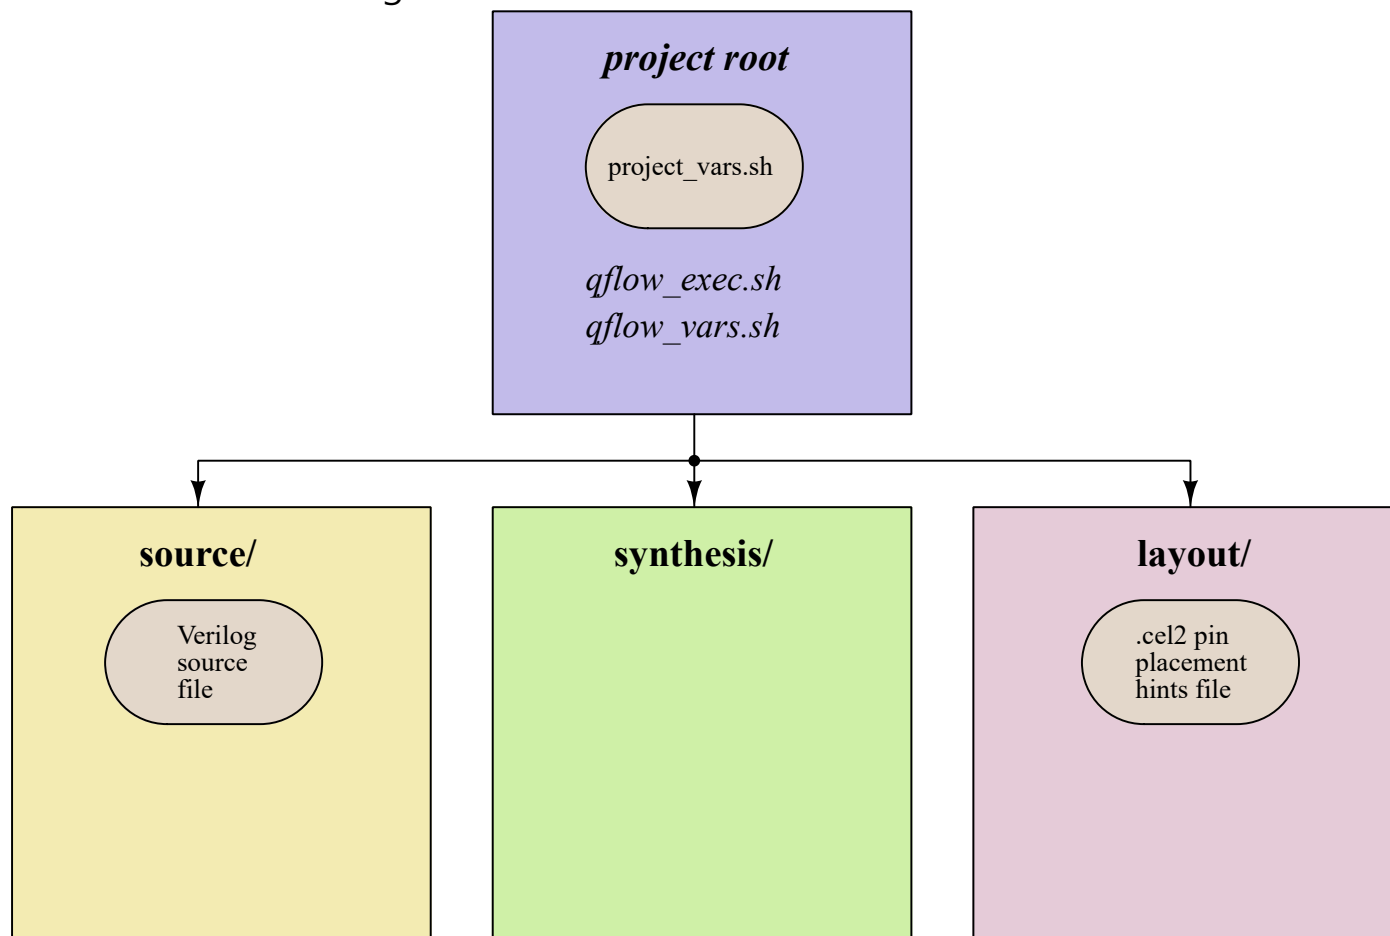 project root
project_vars.sh
qflow_exec.sh
qflow_vars.sh
source/
Verilog
source
file
synthesis/
layout/
.cel2 pin
placement
hints file